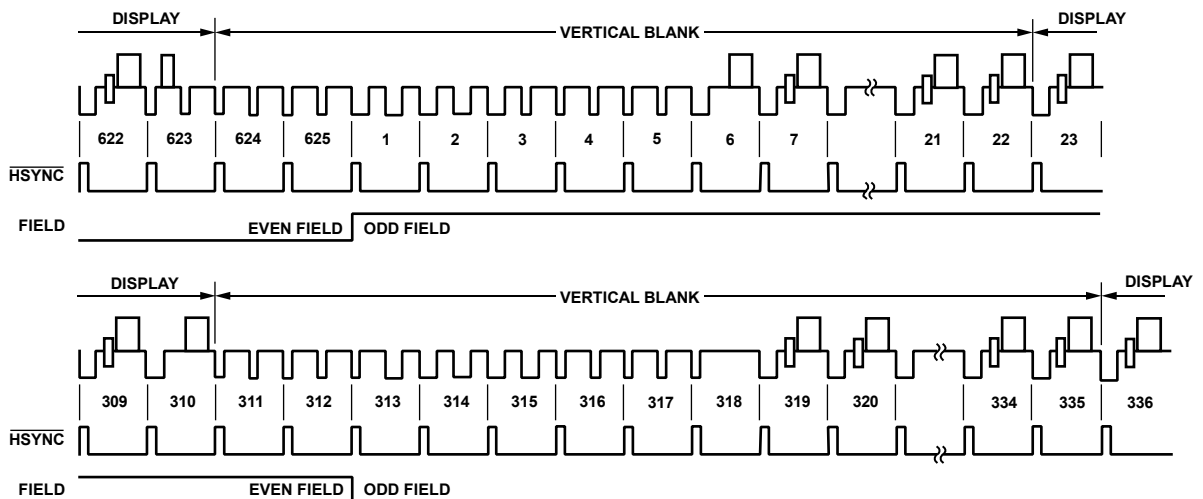 DISPLAY VERTICAL BLANK DISPLAY
622 623 624 625 1 2 3 4 5 6 7 21 22 23
HSYNC
FIELD EVEN FIELD ODD FIELD
DISPLAY VERTICAL BLANK DISPLAY
309 310 311 312 313 314 315 316 317 318 319 320 334 335 336
HSYNC
FIELD EVEN FIELD ODD FIELD